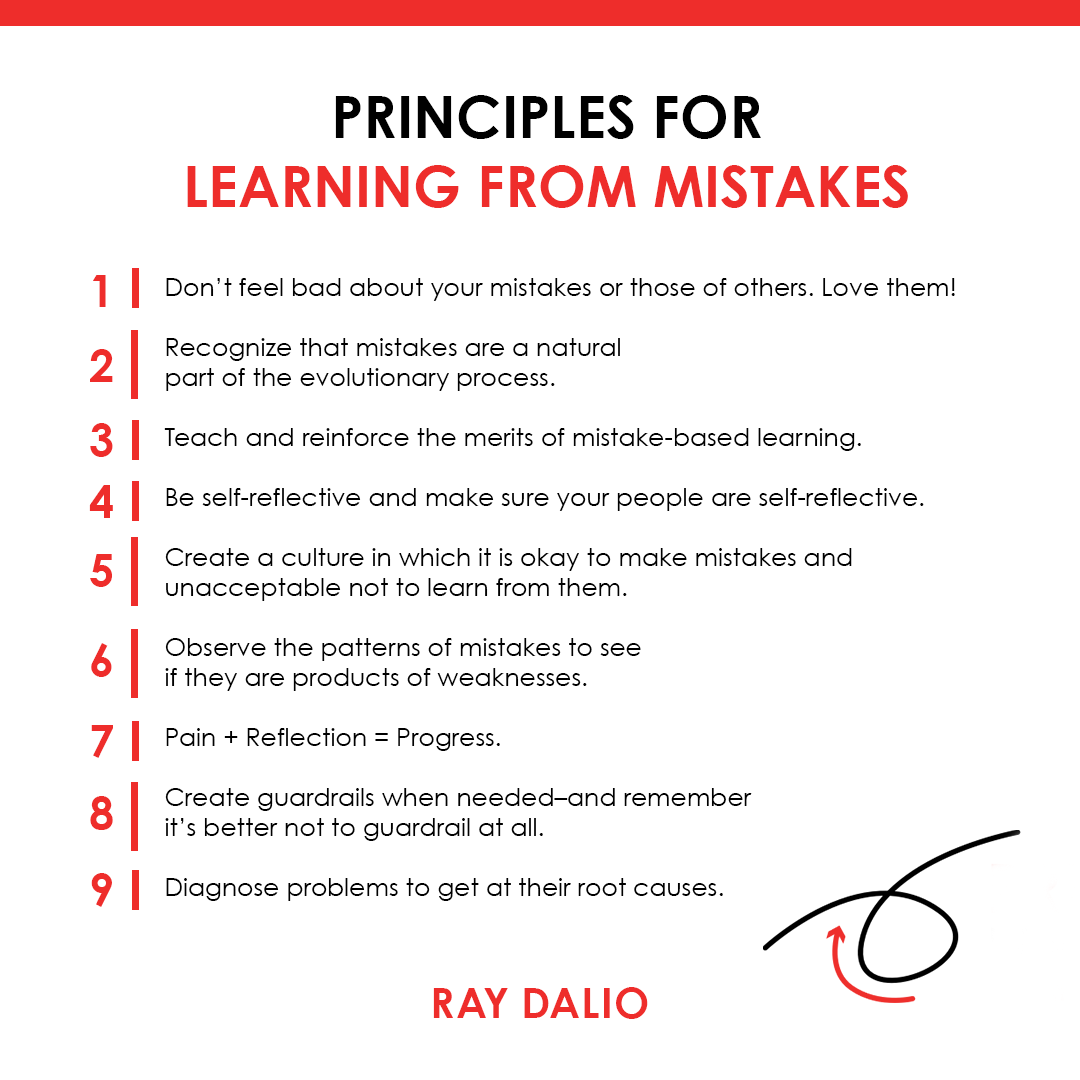 PRINCIPLES FOR
LEARNING FROM MISTAKES
1 Don’t feel bad about your mistakes or those of others. Love them!
2 Recognize that mistakes are a natural
part of the evolutionary process.
3 Teach and reinforce the merits of mistake-based learning.
4 Be self-reflective and make sure your people are self-reflective.
5 Create a culture in which it is okay to make mistakes and
unacceptable not to learn from them.
6 Observe the patterns of mistakes to see
if they are products of weaknesses.
7 Pain + Reflection = Progress.
8 Create guardrails when needed–and remember
it’s better not to guardrail at all.
9 Diagnose problems to get at their root causes.
RAY DALIO